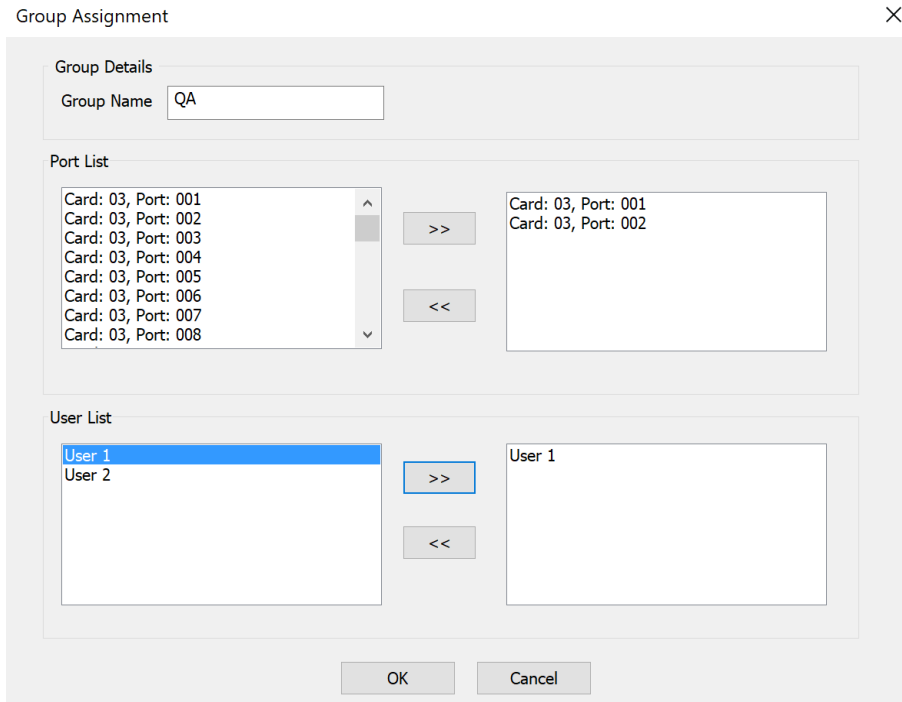 Group Assignment
Group Details
Group Name QA
Port List
Card: 03, Port: 001
Card: 03, Port: 002
Card: 03, Port: 003
Card: 03, Port: 004
Card: 03, Port: 005
Card: 03, Port: 006
Card: 03, Port: 007
Card: 03, Port: 008
>>
<<
Card: 03, Port: 001
Card: 03, Port: 002
User List
User 1
User 2
>>
<<
User 1
OK Cancel